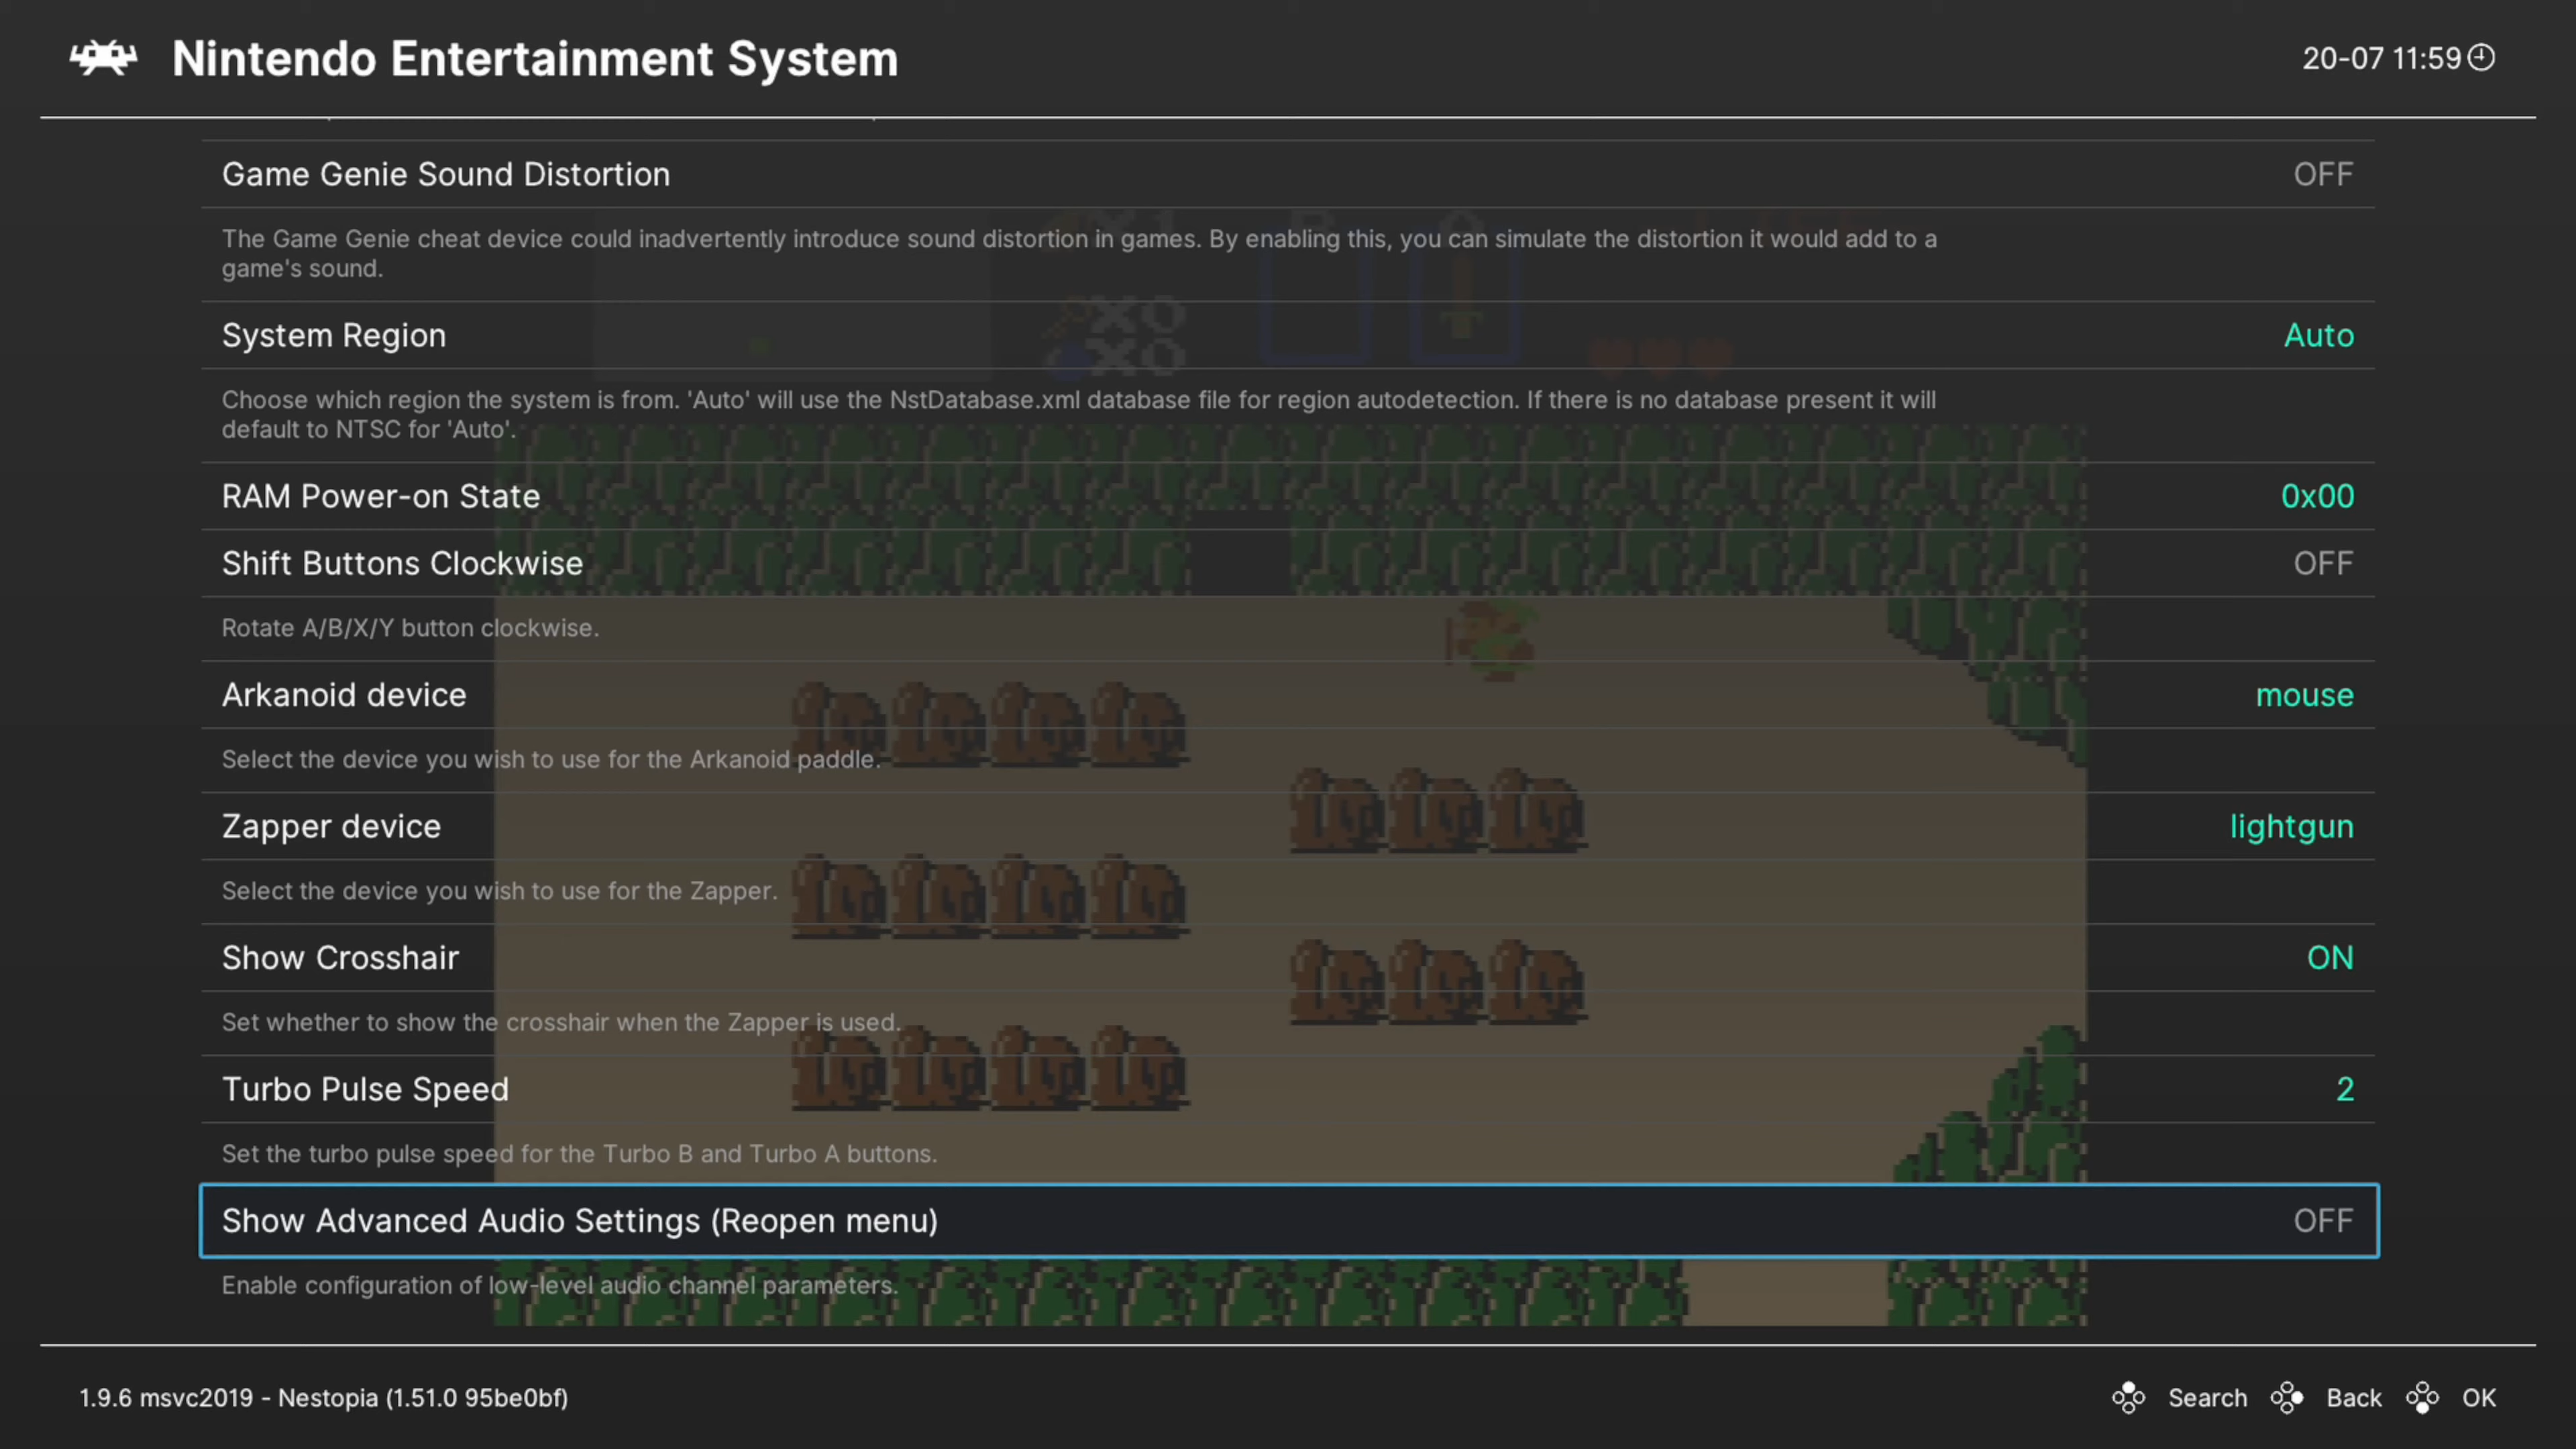 Nintendo Entertainment System
20-07 11:59
Game Genie Sound Distortion
OFF
The Game Genie cheat device could inadvertently introduce sound distortion in games. By enabling this, you can simulate the distortion it would add to a
game's sound.
System Region
Auto
Choose which region the system is from. 'Auto' will use the NstDatabase.xml database file for region autodetection. If there is no database present it will
default to NTSC for 'Auto'.
RAM Power-on State
0x00
Shift Buttons Clockwise
OFF
Rotate A/B/X/Y button clockwise.
Arkanoid device
mouse
Select the device you wish to use for the Arkanoid paddle.
Zapper device
lightgun
Select the device you wish to use for the Zapper.
Show Crosshair
ON
Set whether to show the crosshair when the Zapper is used.
Turbo Pulse Speed
2
Set the turbo pulse speed for the Turbo B and Turbo A buttons.
Show Advanced Audio Settings (Reopen menu)
OFF
Enable configuration of low-level audio channel parameters.
1.9.6 msvc2019 - Nestopia (1.51.0 95be0bf)
Search
Back
OK
X0
X0